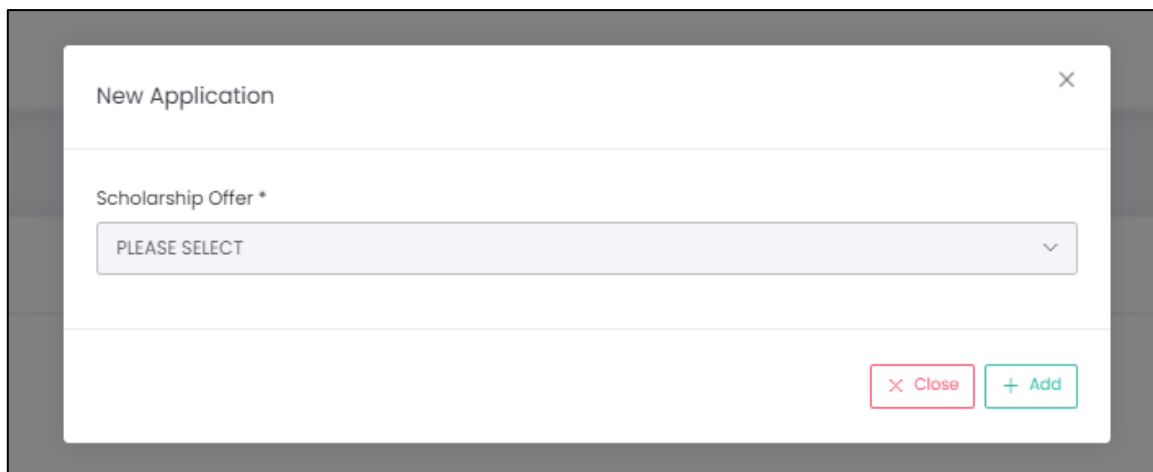 New Application
Scholarship Offer *
PLEASE SELECT
Close
Add